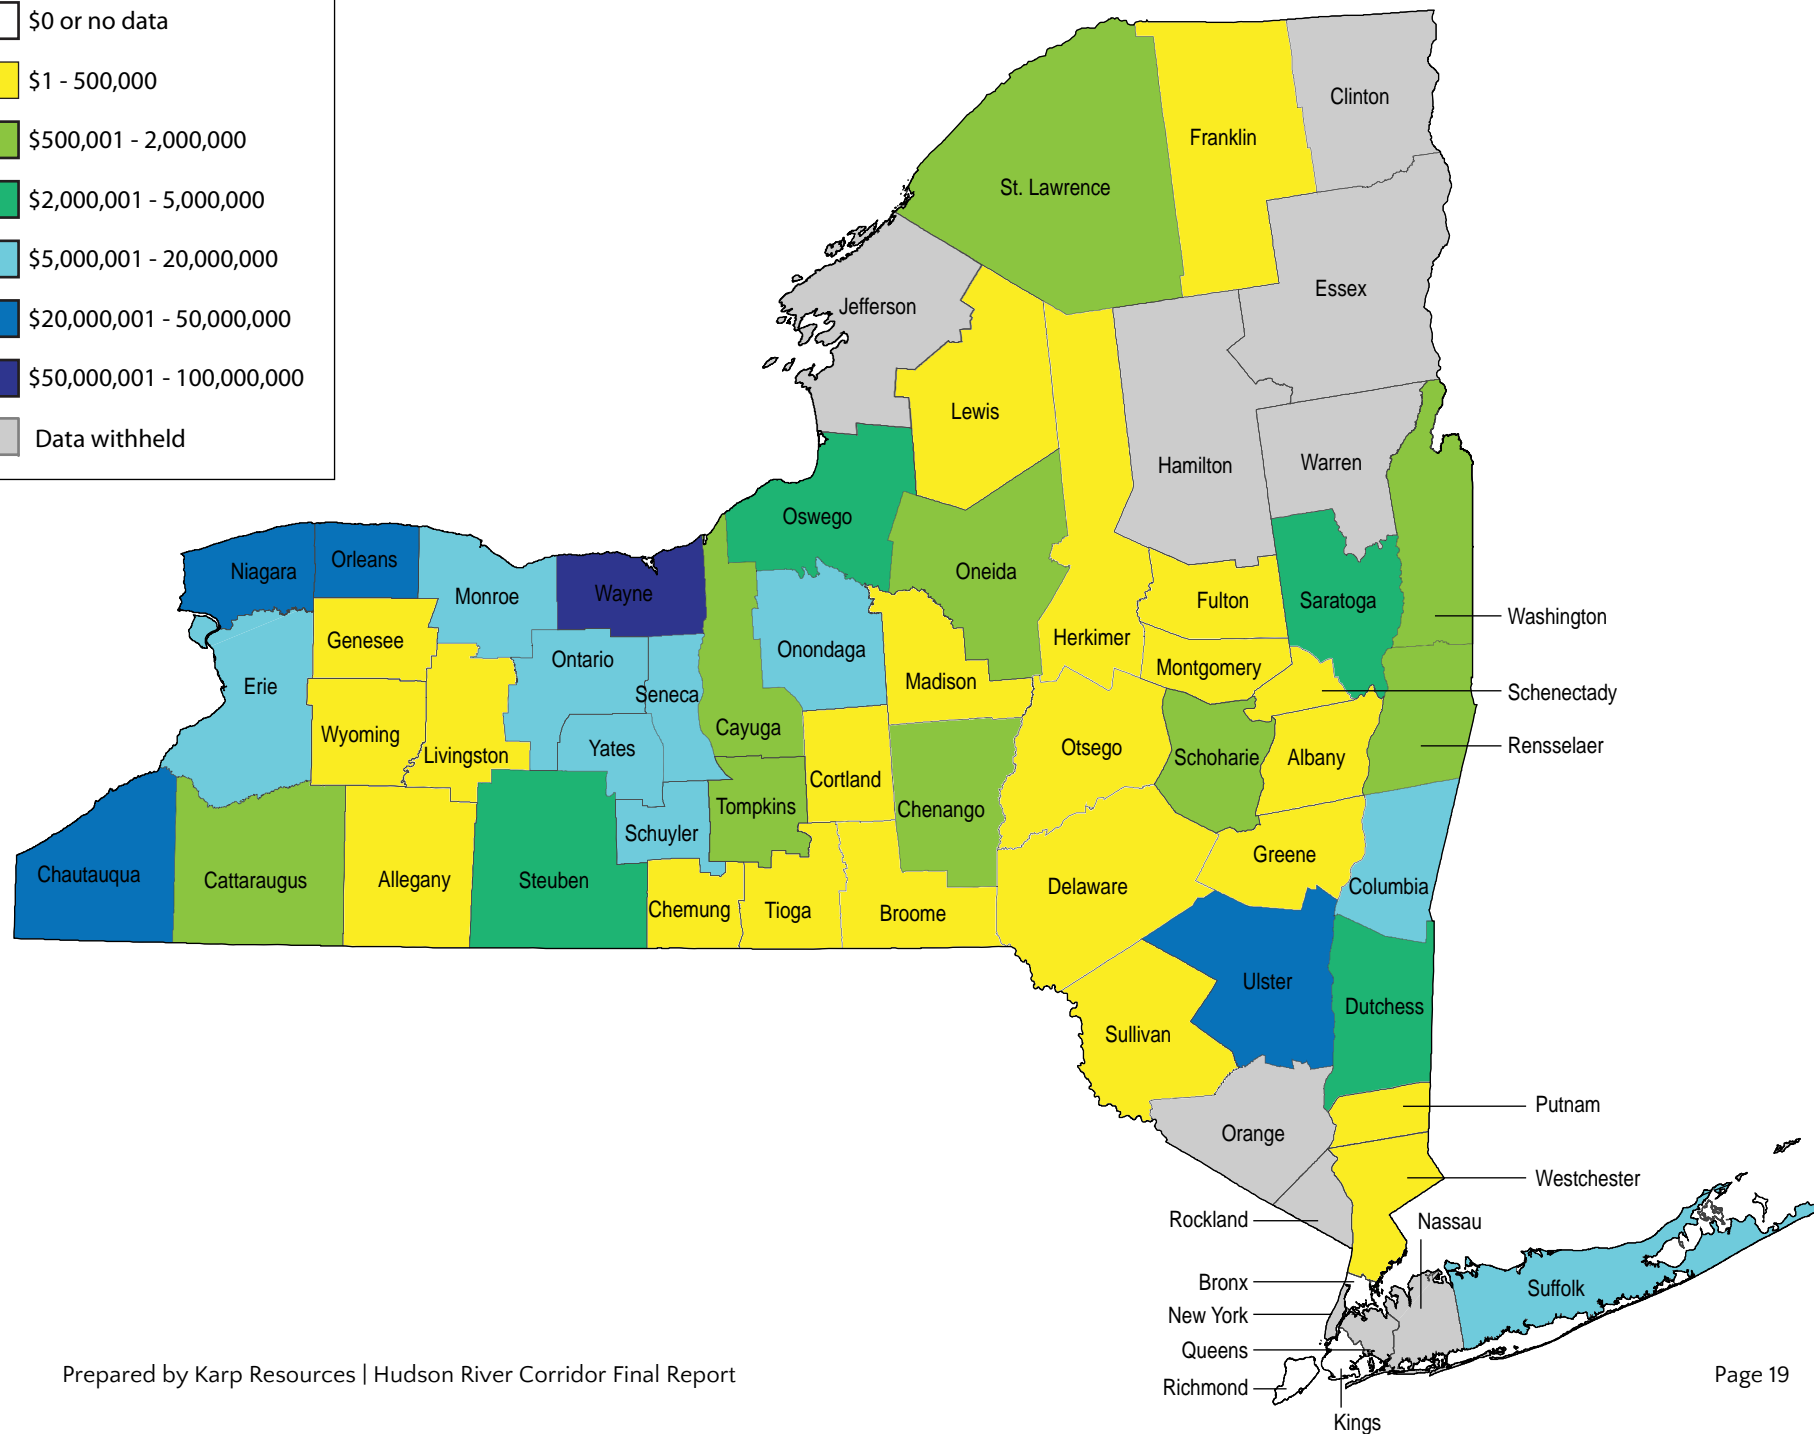 $0 or no data
$1 - 500,000
$500,001 - 2,000,000
$2,000,001 - 5,000,000
$5,000,001 - 20,000,000
$20,000,001 - 50,000,000
$50,000,001 - 100,000,000
Data withheld
Clinton
Franklin
St. Lawrence
Essex
Jefferson
Lewis
Hamilton
Warren
Oswego
Niagara
Orleans
Monroe
Wayne
Oneida
Fulton
Saratoga
Washington
Genesee
Ontario
Onondaga
Herkimer
Montgomery
Erie
Seneca
Madison
Schenectady
Wyoming
Livingston
Yates
Cayuga
Otsego
Schoharie
Albany
Rensselaer
Cortland
Tompkins
Chenango
Schuyler
Greene
Chautauqua
Cattaraugus
Allegany
Steuben
Delaware
Columbia
Chemung
Tioga
Broome
Ulster
Dutchess
Sullivan
Putnam
Orange
Westchester
Rockland
Nassau
Bronx
Suffolk
New York
Queens
Richmond
Kings
Prepared by Karp Resources | Hudson River Corridor Final Report
Page 19